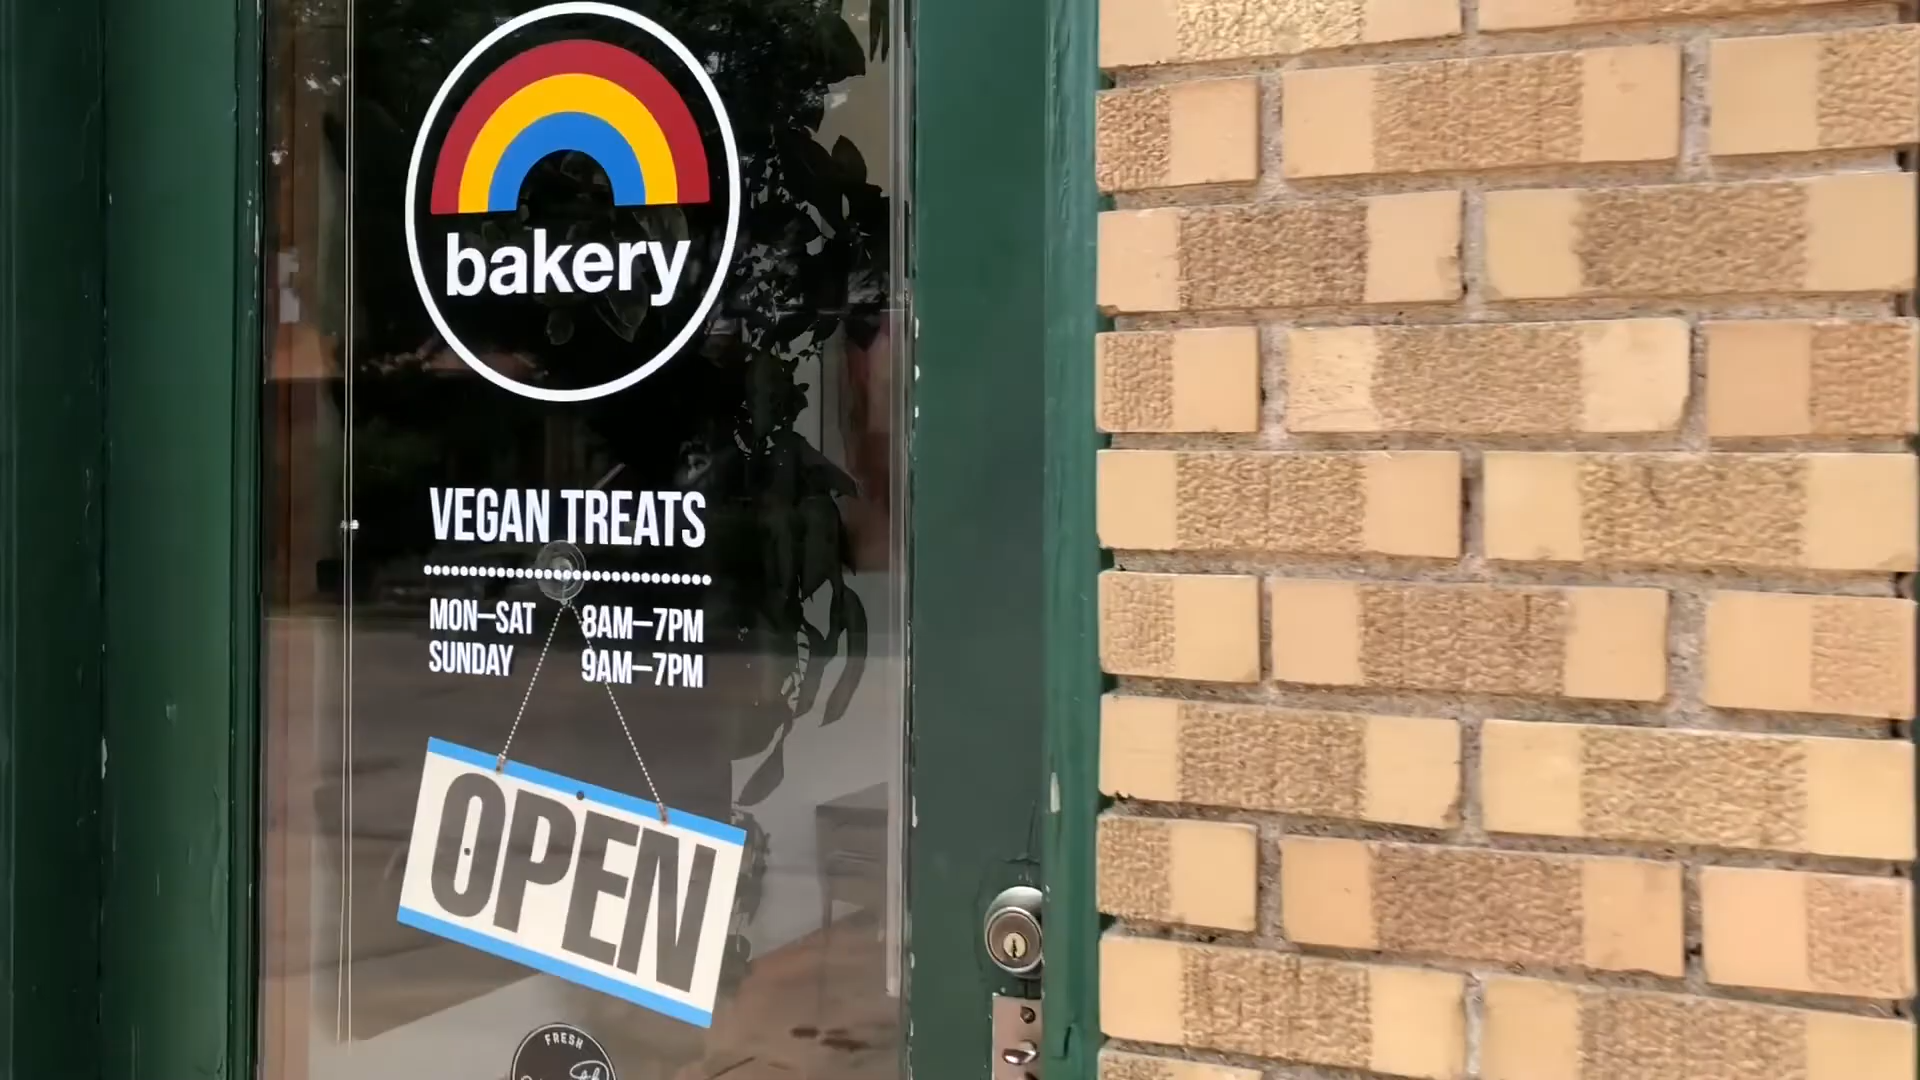 bakery
VEGAN TREATS
MON–SAT 8AM–7PM
SUNDAY 9AM–7PM
OPEN
FRESH